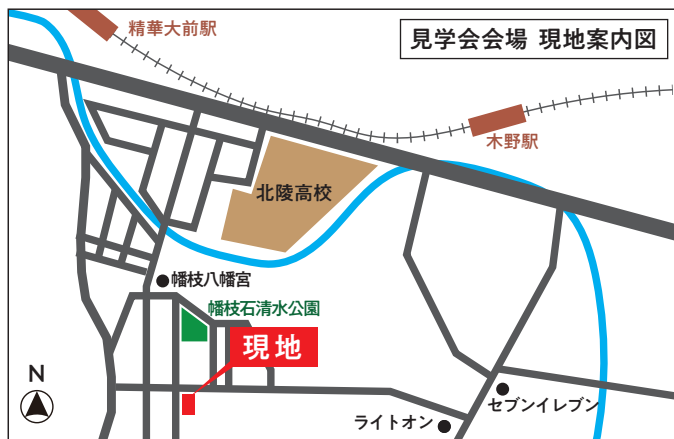 精華大前駅
見学会会場 現地案内図
木野駅
北陵高校
幡枝八幡宮
幡枝石清水公園
現地
N
セブンイレブン
ライトオン